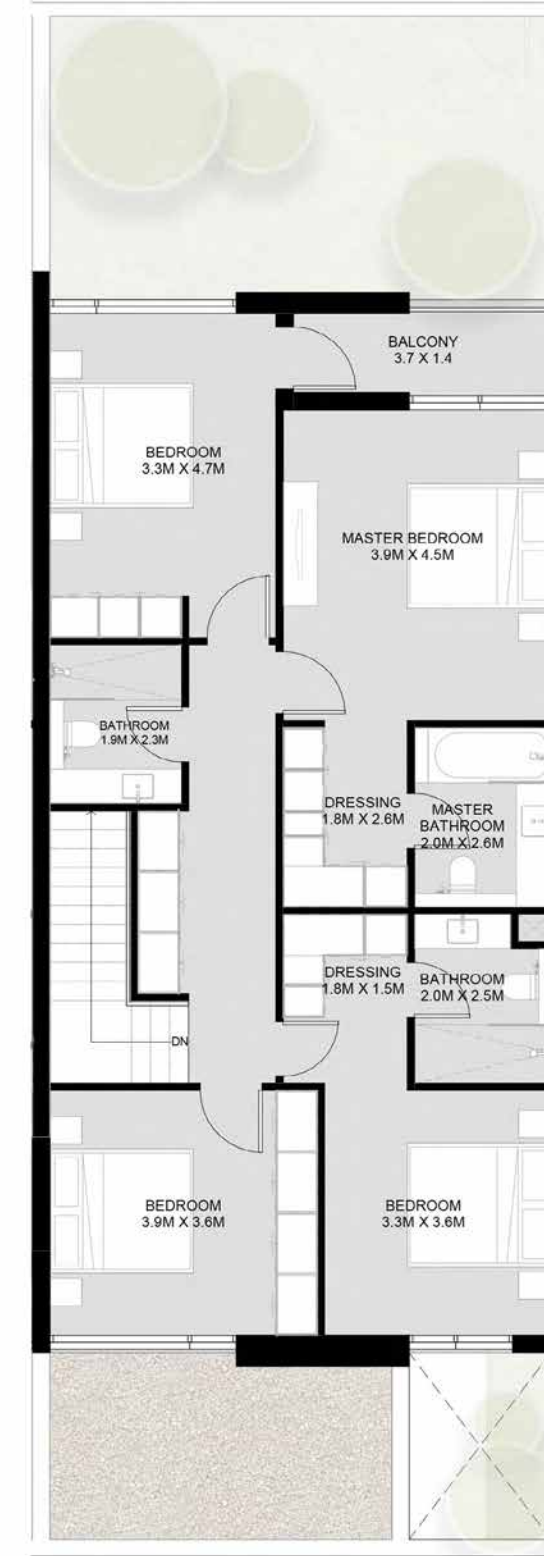 BALCONY
3.7 X 1.4
BEDROOM
3.3M X 4.7M
MASTER BEDROOM
3.9M X 4.5M
BATHROOM
1.9M X 2.3M
DRESSING
1.8M X 2.6M
MASTER
BATHROOM
2.0M X 2.6M
DRESSING
1.8M X 1.5M
BATHROOM
2.0M X 2.5M
DN
BEDROOM
3.9M X 3.6M
BEDROOM
3.3M X 3.6M